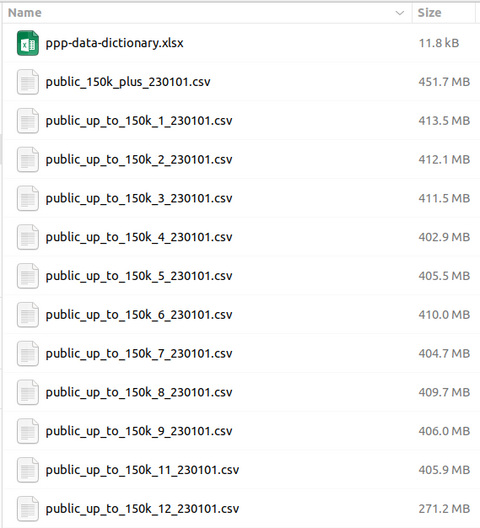 Name Size
ppp-data-dictionary.xlsx 11.8 kB
public_150k_plus_230101.csv 451.7 MB
public_up_to_150k_1_230101.csv 413.5 MB
public_up_to_150k_2_230101.csv 412.1 MB
public_up_to_150k_3_230101.csv 411.5 MB
public_up_to_150k_4_230101.csv 402.9 MB
public_up_to_150k_5_230101.csv 405.5 MB
public_up_to_150k_6_230101.csv 410.0 MB
public_up_to_150k_7_230101.csv 404.7 MB
public_up_to_150k_8_230101.csv 409.7 MB
public_up_to_150k_9_230101.csv 406.0 MB
public_up_to_150k_11_230101.csv 405.9 MB
public_up_to_150k_12_230101.csv 271.2 MB